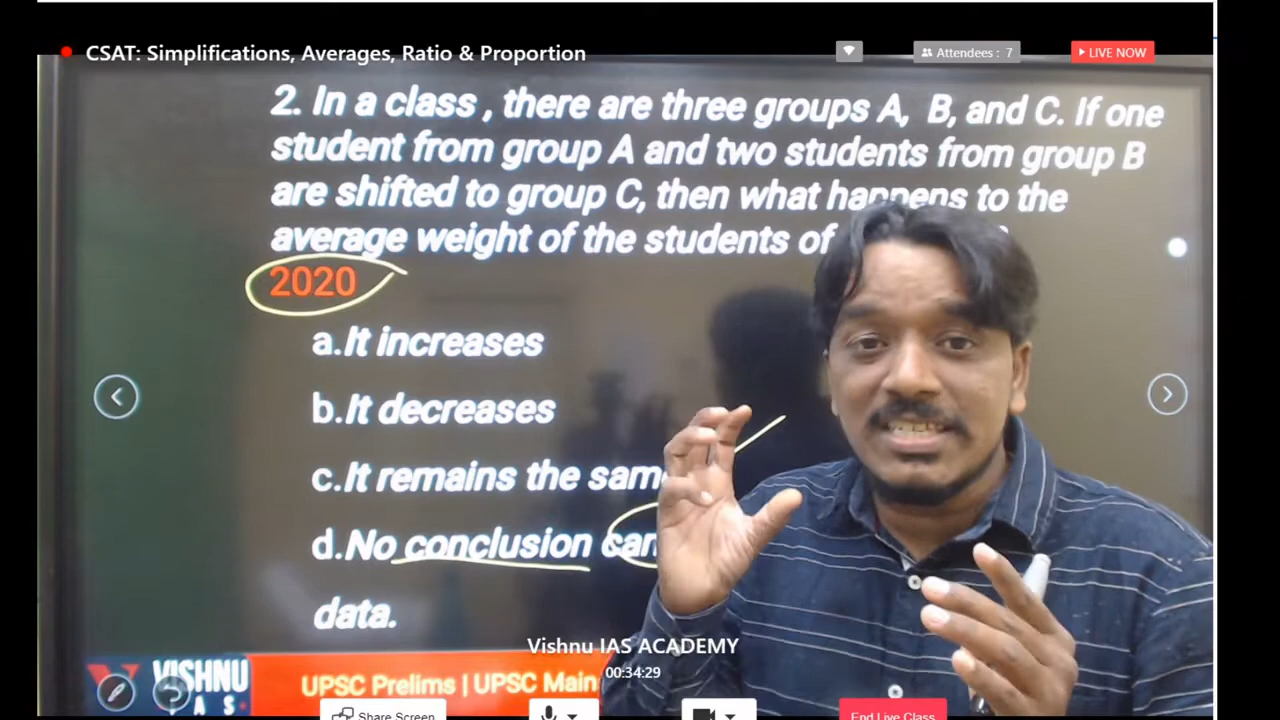 CSAT: Simplifications, Averages, Ratio & Proportion
Attendees : 7
LIVE NOW
2. In a class , there are three groups A, B, and C. If one
student from group A and two students from group B
are shifted to group C, then what happens to the
average weight of the students of
2020
a.It increases
b.It decreases
c.It remains the sam
d.No conclusion can
data.
Vishnu IAS ACADEMY
00:34:29
VISHNU
I A S
UPSC Prelims | UPSC Main
Share Screen
End Live Class